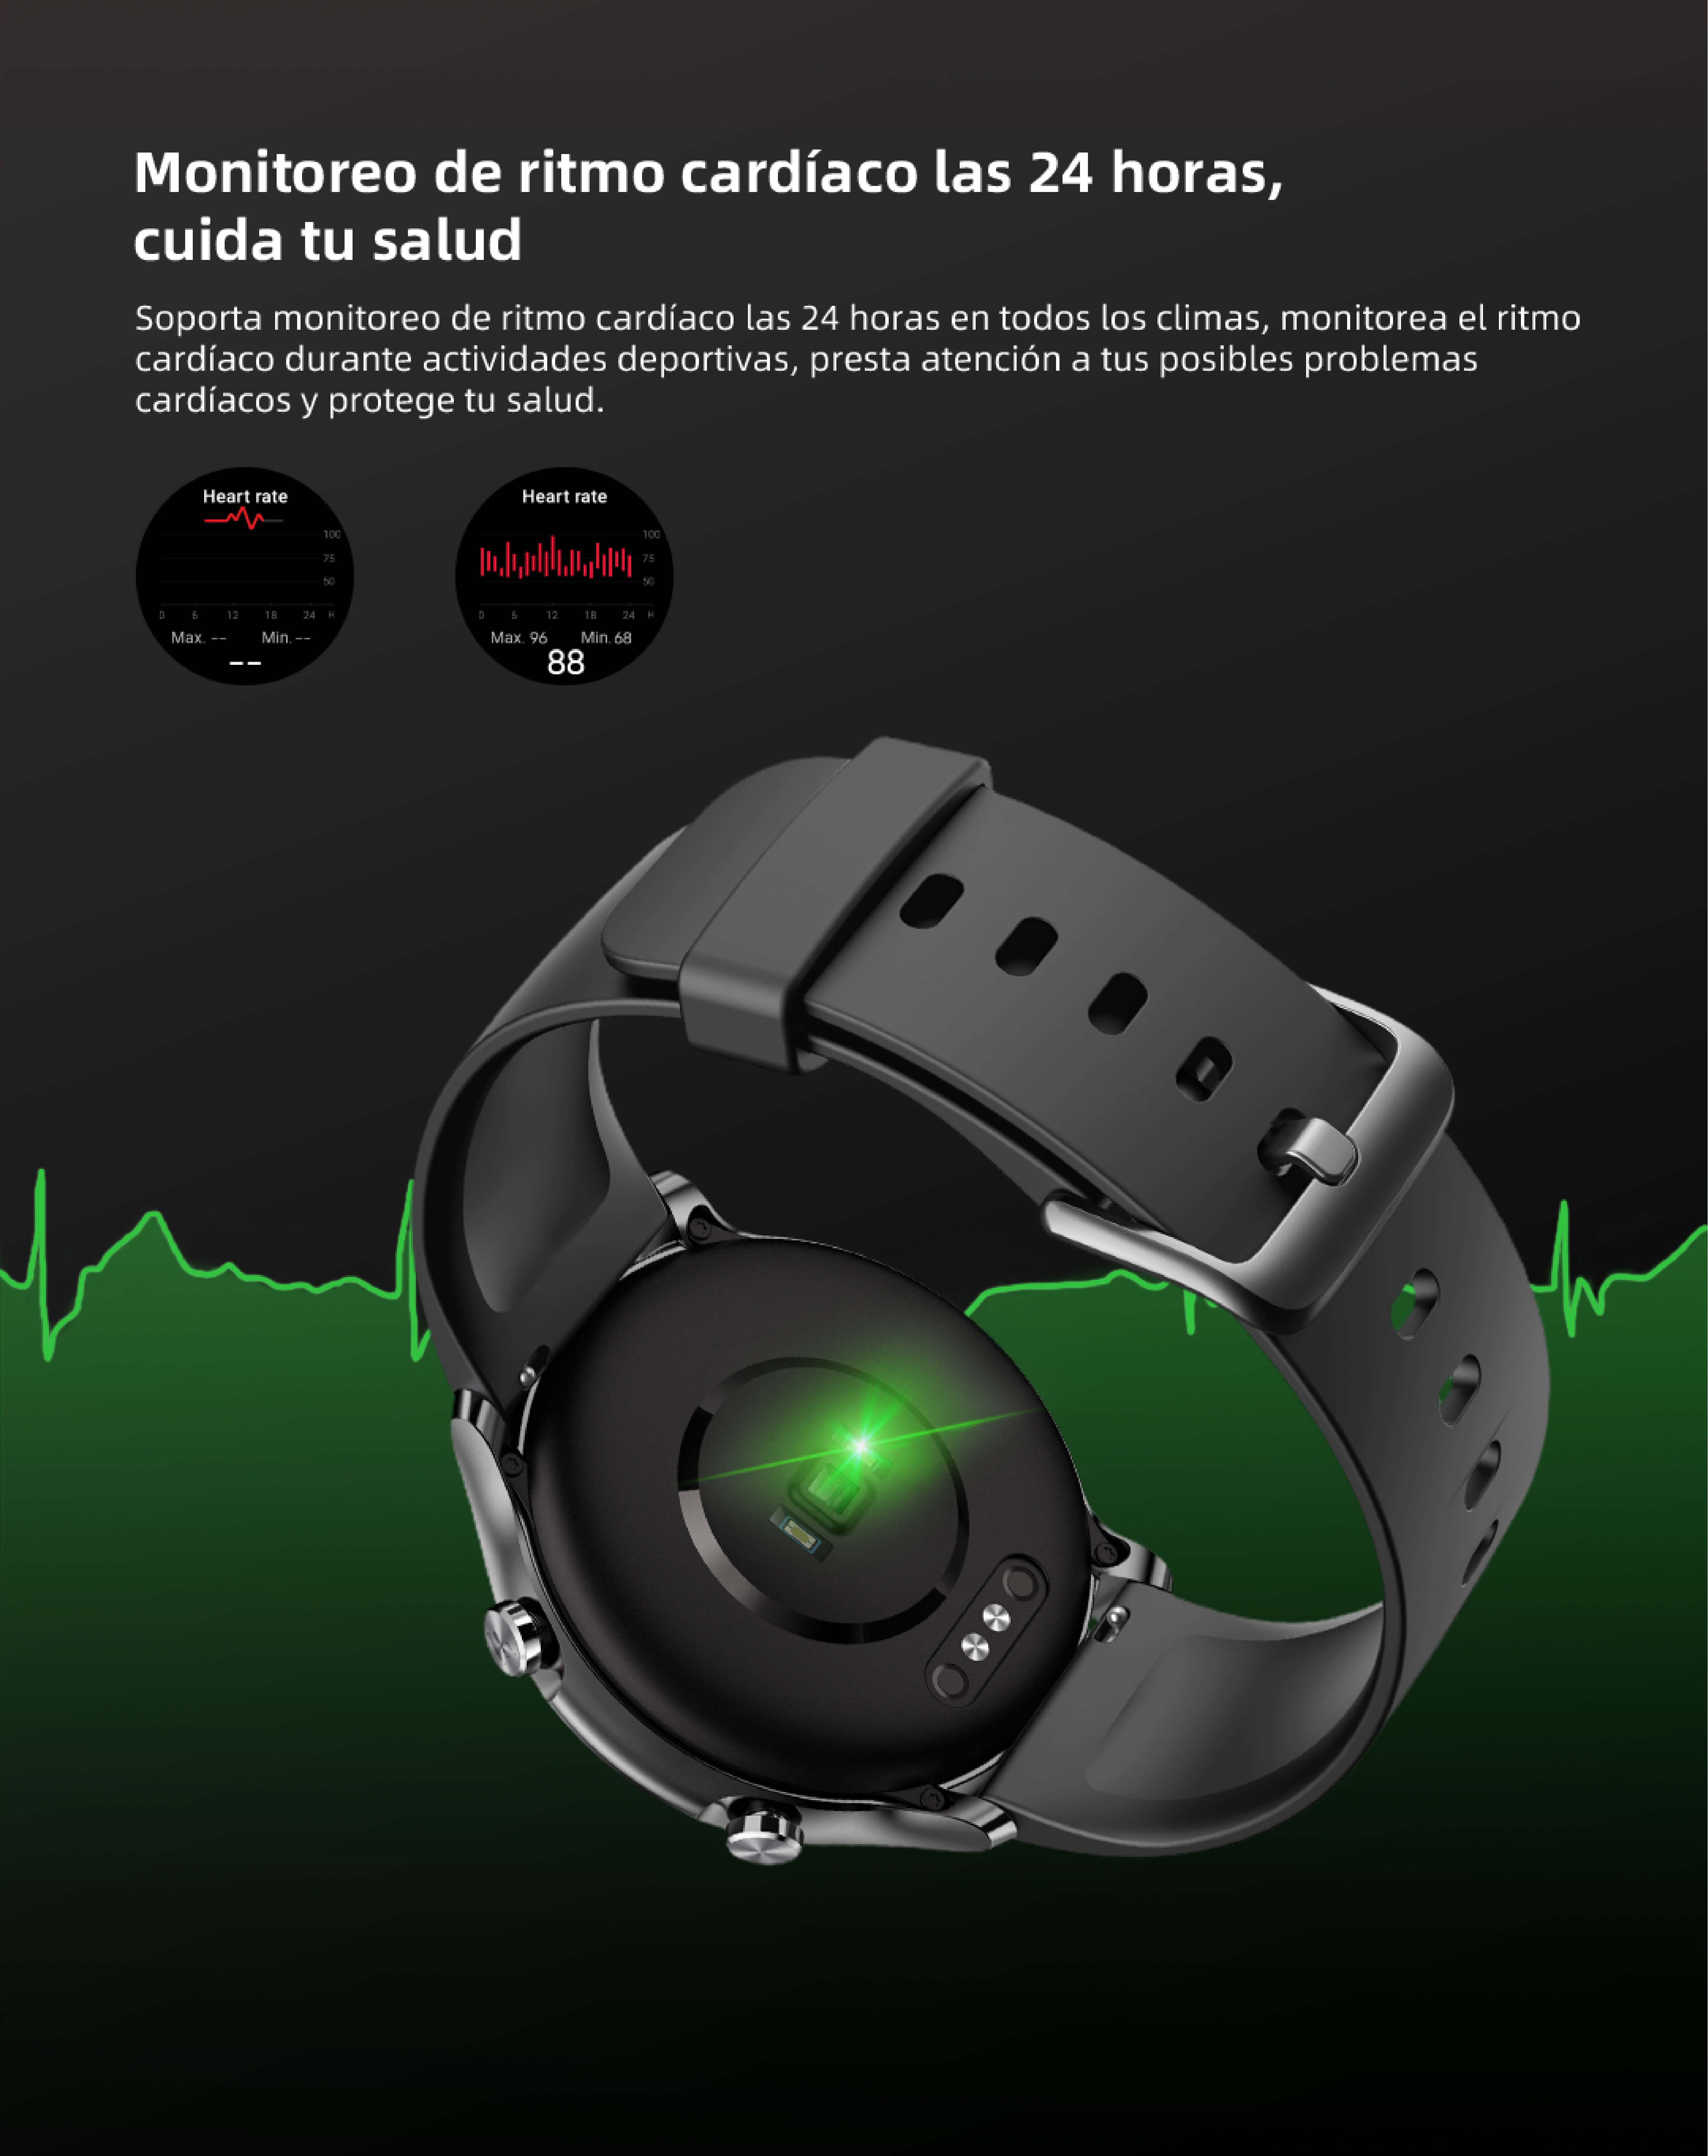 Monitoreo de ritmo cardíaco las 24 horas,
cuida tu salud
Soporta monitoreo de ritmo cardíaco las 24 horas en todos los climas, monitorea el ritmo
cardíaco durante actividades deportivas, presta atención a tus posibles problemas
cardíacos y protege tu salud.
Heart rate
100
75
50
0 6 12 18 24 H
Max. -- Min. --
--
Heart rate
100
75
50
0 6 12 18 24 H
Max. 96 Min. 68
88